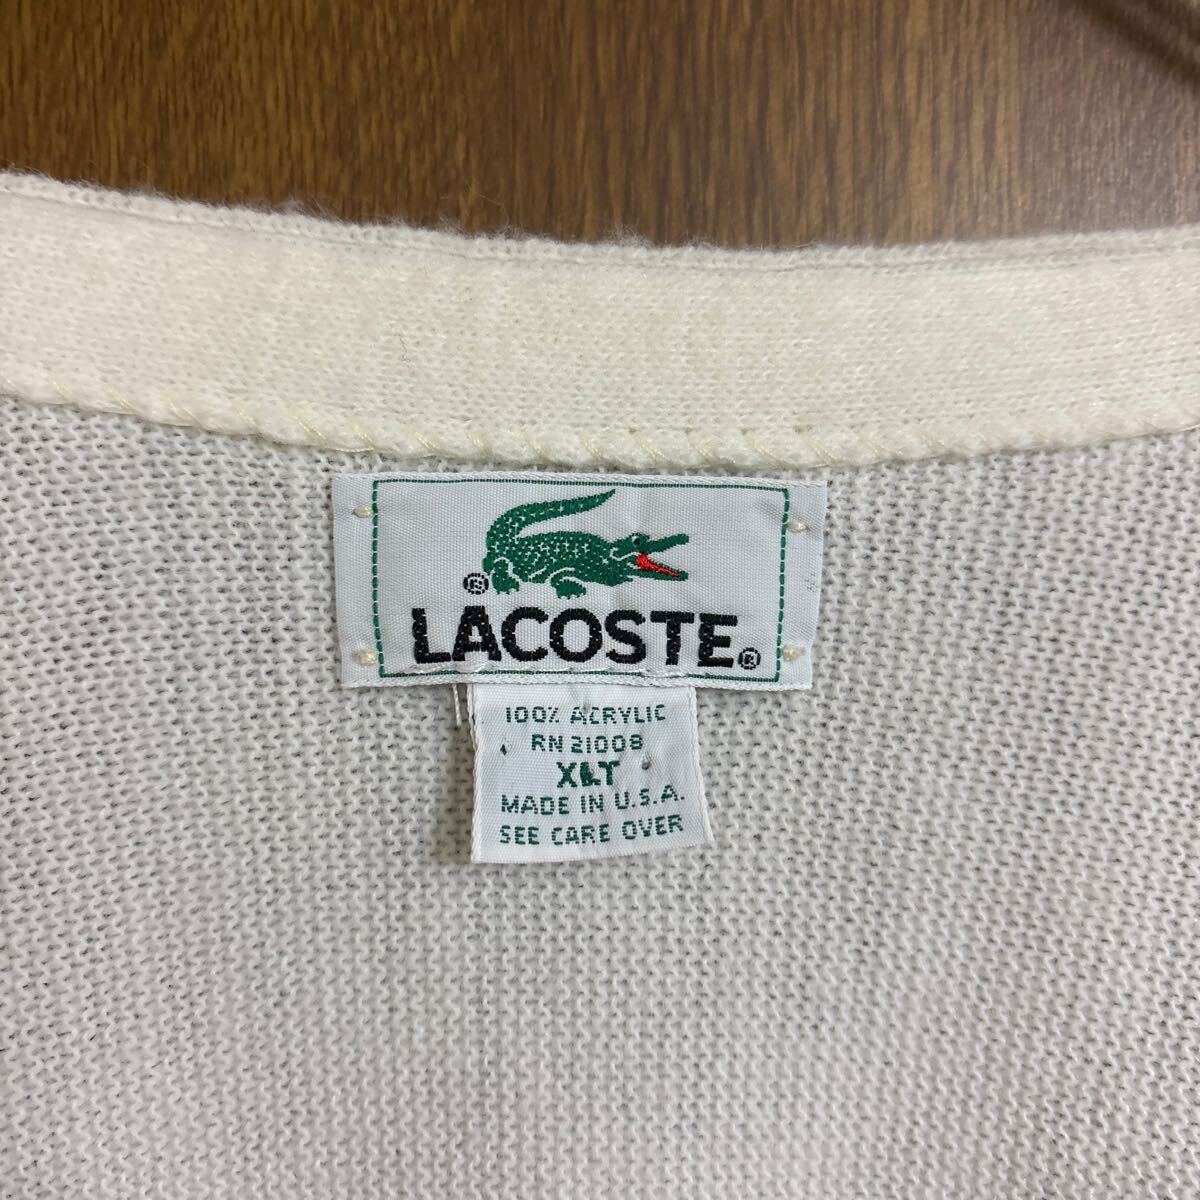 ®
LACOSTE®
100% ACRYLIC
RN 21008
XLT
MADE IN U.S.A.
SEE CARE OVER